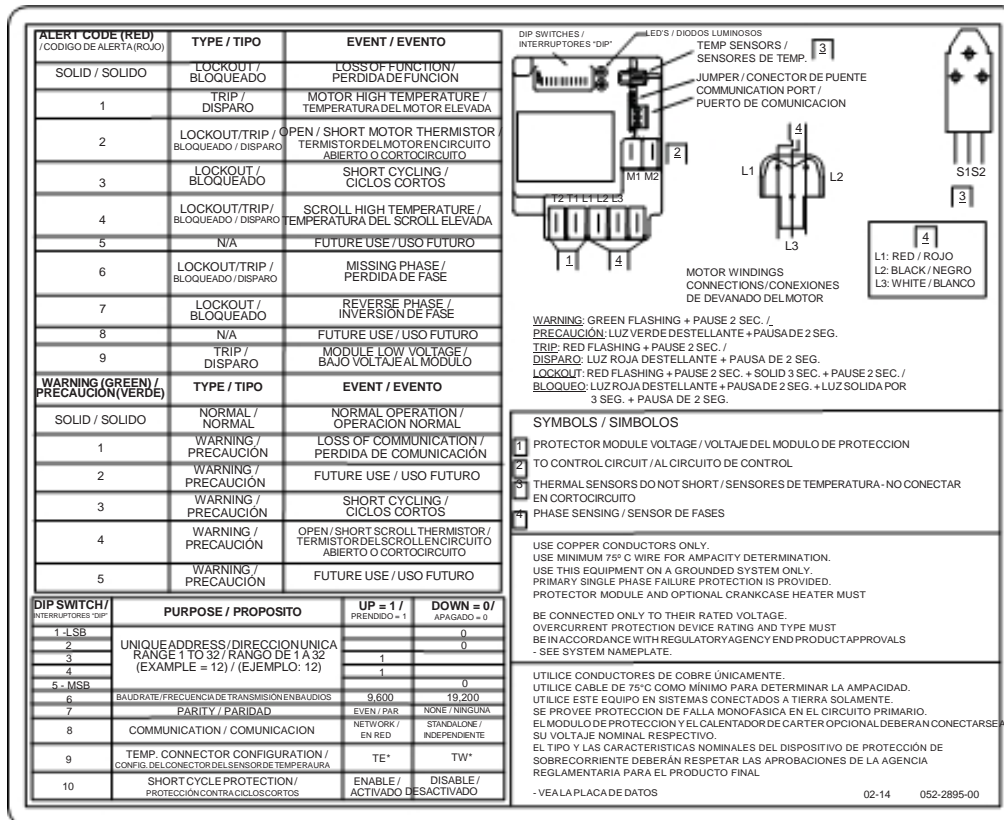 ALERT CODE (RED)
/ CODIGO DE ALERTA (ROJO)
TYPE / TIPO
EVENT / EVENTO
SOLID / SOLIDO
LOCKOUT /
BLOQUEADO
LOSS OF FUNCTION /
PERDIDA DE FUNCION
1
TRIP /
DISPARO
MOTOR HIGH TEMPERATURE /
TEMPERATURA DEL MOTOR ELEVADA
2
LOCKOUT/TRIP /
BLOQUEADO / DISPARO
OPEN / SHORT MOTOR THERMISTOR /
TERMISTOR DEL MOTOR EN CIRCUITO
ABIERTO O CORTOCIRCUITO
3
LOCKOUT /
BLOQUEADO
SHORT CYCLING /
CICLOS CORTOS
4
LOCKOUT/TRIP/
BLOQUEADO / DISPARO
SCROLL HIGH TEMPERATURE /
TEMPERATURA DEL SCROLL ELEVADA
5
N/A
FUTURE USE / USO FUTURO
6
LOCKOUT/TRIP /
BLOQUEADO / DISPARO
MISSING PHASE /
PERDIDA DE FASE
7
LOCKOUT /
BLOQUEADO
REVERSE PHASE /
INVERSION DE FASE
8
N/A
FUTURE USE / USO FUTURO
9
TRIP /
DISPARO
MODULE LOW VOLTAGE /
BAJO VOLTAJE AL MODULO
WARNING (GREEN) /
PRECAUCIÓN (VERDE)
TYPE / TIPO
EVENT / EVENTO
SOLID / SOLIDO
NORMAL /
NORMAL
NORMAL OPERATION /
OPERACION NORMAL
1
WARNING /
PRECAUCIÓN
LOSS OF COMMUNICATION /
PERDIDA DE COMUNICACIÓN
2
WARNING /
PRECAUCIÓN
FUTURE USE / USO FUTURO
3
WARNING /
PRECAUCIÓN
SHORT CYCLING /
CICLOS CORTOS
4
WARNING /
PRECAUCIÓN
OPEN / SHORT SCROLL THERMISTOR /
TERMISTOR DEL SCROLL EN CIRCUITO
ABIERTO O CORTOCIRCUITO
5
WARNING /
PRECAUCIÓN
FUTURE USE / USO FUTURO
DIP SWITCH /
INTERRUPTORES "DIP"
PURPOSE / PROPOSITO
UP = 1 /
PRENDIDO = 1
DOWN = 0/
APAGADO = 0
1 -LSB
0
2
0
3
1
4
1
5 - MSB
0
UNIQUE ADDRESS / DIRECCION UNICA
RANGE 1 TO 32 / RANGO DE 1 A 32
(EXAMPLE = 12) / (EJEMPLO: 12)
6
BAUD RATE / FRECUENCIA DE TRANSMISIÓN EN BAUDIOS
9,600
19,200
7
PARITY / PARIDAD
EVEN / PAR
NONE / NINGUNA
8
COMMUNICATION / COMUNICACION
NETWORK /
EN RED
STANDALONE /
INDEPENDIENTE
9
TEMP. CONNECTOR CONFIGURATION /
CONFIG. DEL CONECTOR DEL SENSOR DE TEMPERAURA
TE*
TW*
10
SHORT CYCLE PROTECTION /
PROTECCIÓN CONTRA CICLOS CORTOS
ENABLE /
ACTIVADO
DISABLE /
DESACTIVADO
DIP SWITCHES /
INTERRUPTORES "DIP"
LED'S / DIODOS LUMINOSOS
TEMP SENSORS /
SENSORES DE TEMP.
3
JUMPER / CONECTOR DE PUENTE
COMMUNICATION PORT /
PUERTO DE COMUNICACION
2
M1 M2
T2 T1 L1 L2 L3
1
4
4
L1
L2
L3
MOTOR WINDINGS
CONNECTIONS / CONEXIONES
DE DEVANADO DEL MOTOR
S1 S2
3
4
L1: RED / ROJO
L2: BLACK / NEGRO
L3: WHITE / BLANCO
WARNING: GREEN FLASHING + PAUSE 2 SEC. /
PRECAUCIÓN: LUZ VERDE DESTELLANTE + PAUSA DE 2 SEG.
TRIP: RED FLASHING + PAUSE 2 SEC. /
DISPARO: LUZ ROJA DESTELLANTE + PAUSA DE 2 SEG.
LOCKOUT: RED FLASHING + PAUSE 2 SEC. + SOLID 3 SEC. + PAUSE 2 SEC. /
BLOQUEO: LUZ ROJA DESTELLANTE + PAUSA DE 2 SEG. + LUZ SOLIDA POR
3 SEG. + PAUSA DE 2 SEG.
SYMBOLS / SIMBOLOS
1 PROTECTOR MODULE VOLTAGE / VOLTAJE DEL MODULO DE PROTECCION
2 TO CONTROL CIRCUIT / AL CIRCUITO DE CONTROL
3 THERMAL SENSORS DO NOT SHORT / SENSORES DE TEMPERATURA - NO CONECTAR
EN CORTOCIRCUITO
4 PHASE SENSING / SENSOR DE FASES
USE COPPER CONDUCTORS ONLY.
USE MINIMUM 75º C WIRE FOR AMPACITY DETERMINATION.
USE THIS EQUIPMENT ON A GROUNDED SYSTEM ONLY.
PRIMARY SINGLE PHASE FAILURE PROTECTION IS PROVIDED.
PROTECTOR MODULE AND OPTIONAL CRANKCASE HEATER MUST
BE CONNECTED ONLY TO THEIR RATED VOLTAGE.
OVERCURRENT PROTECTION DEVICE RATING AND TYPE MUST
BE IN ACCORDANCE WITH REGULATORY AGENCY END PRODUCT APPROVALS
- SEE SYSTEM NAMEPLATE.
UTILICE CONDUCTORES DE COBRE ÚNICAMENTE.
UTILICE CABLE DE 75°C COMO MÍNIMO PARA DETERMINAR LA AMPACIDAD.
UTILICE ESTE EQUIPO EN SISTEMAS CONECTADOS A TIERRA SOLAMENTE.
SE PROVEE PROTECCION DE FALLA MONOFASICA EN EL CIRCUITO PRIMARIO.
EL MODULO DE PROTECCION Y EL CALENTADOR DE CARTER OPCIONAL DEBERAN CONECTARSE A
SU VOLTAJE NOMINAL RESPECTIVO.
EL TIPO Y LAS CARACTERISTICAS NOMINALES DEL DISPOSITIVO DE PROTECCIÓN DE
SOBRECORRIENTE DEBERÁN RESPETAR LAS APROBACIONES DE LA AGENCIA
REGLAMENTARIA PARA EL PRODUCTO FINAL
- VEA LA PLACA DE DATOS
02-14
052-2895-00